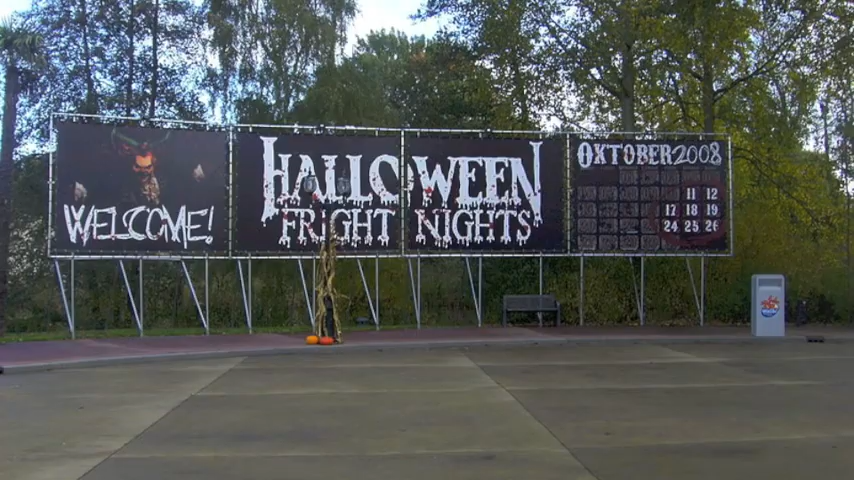 WELCOME!
HALLOWEEN
FRIGHT NIGHTS
OKTOBER 2008
11 12
17 18 19
24 25 26